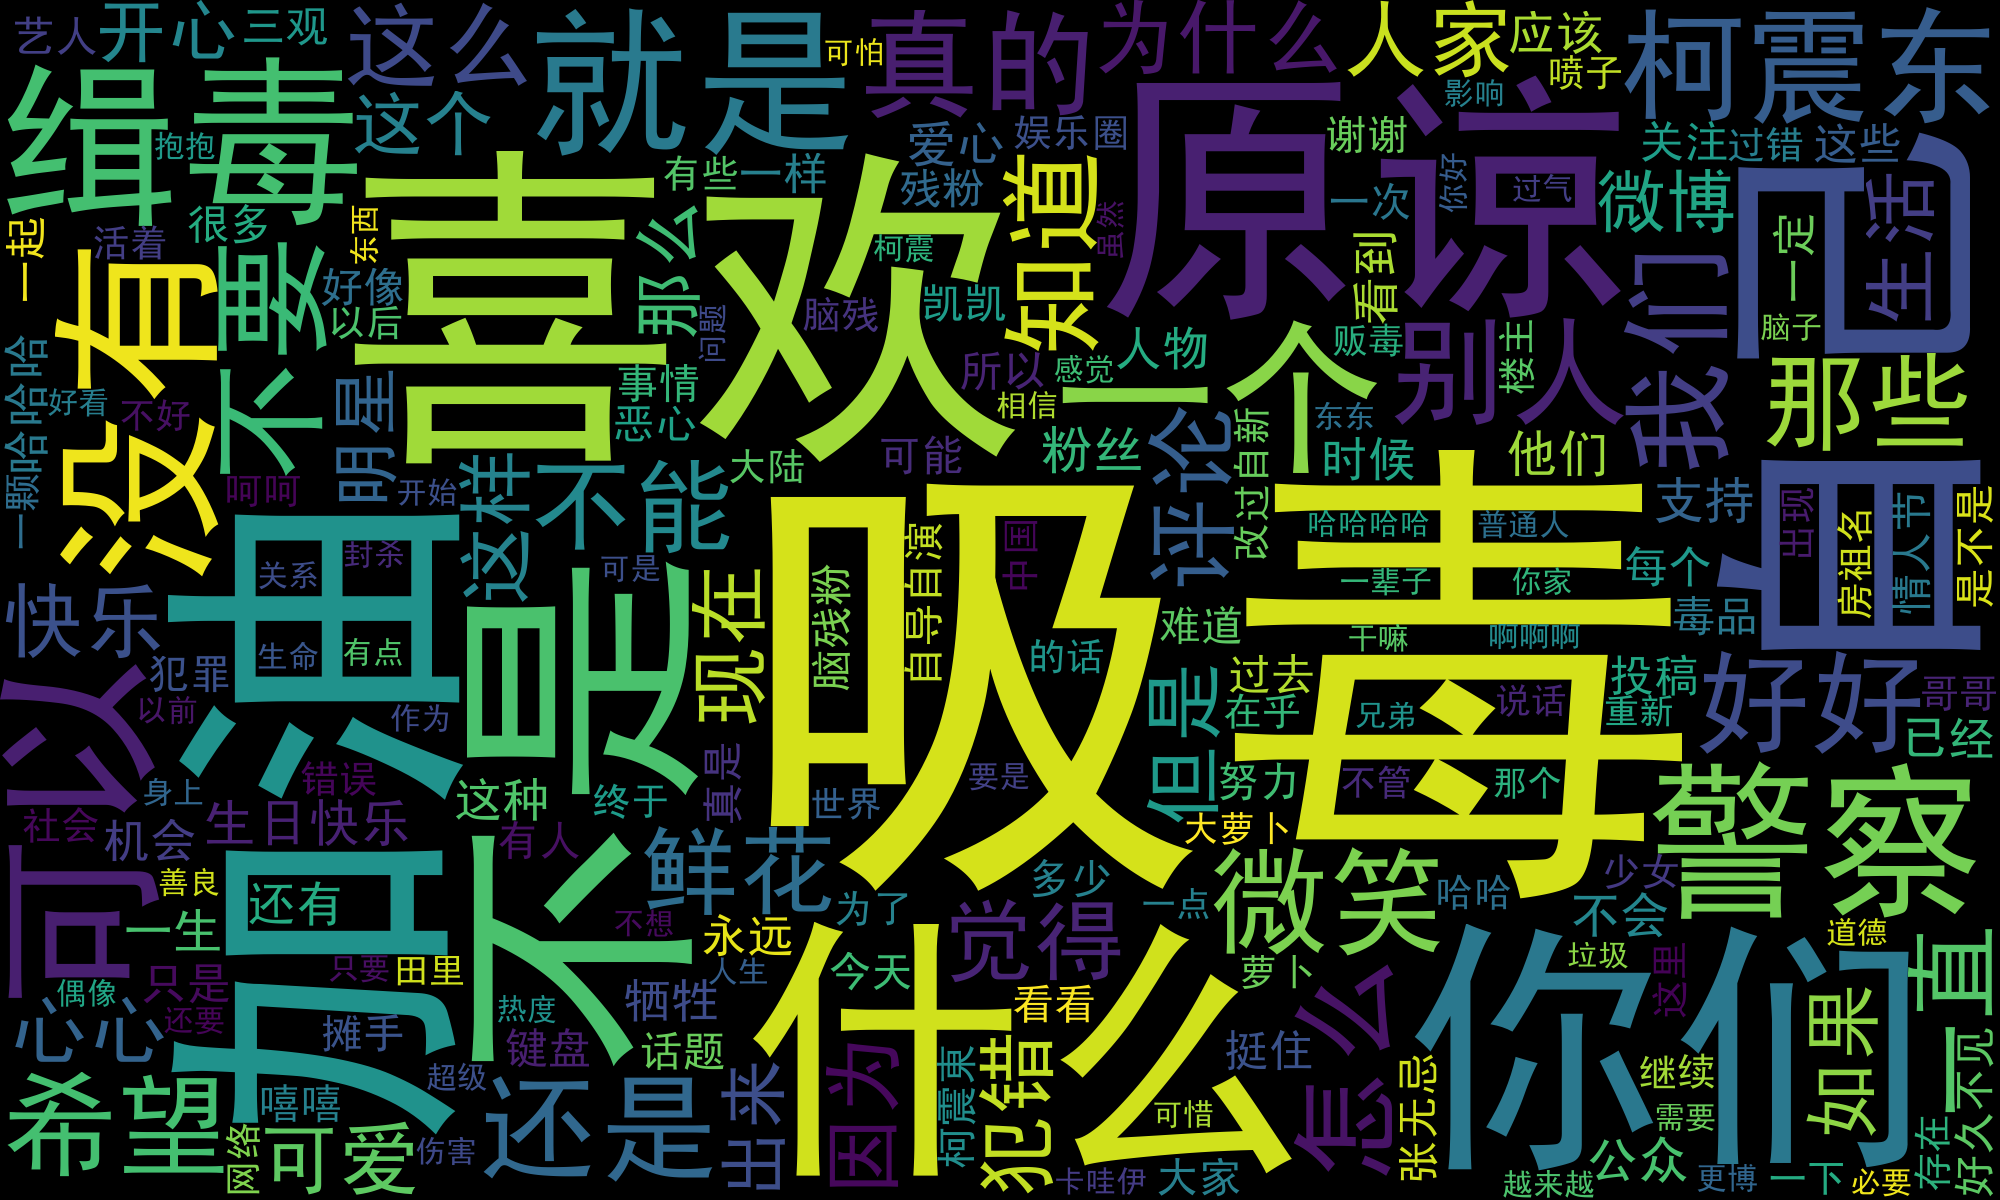 艺人
开心
三观
这么
就是
可怕
真的
为什么
人家
应该
喷子
柯震东
缉毒
抱抱
这个
影响
原谅
谢谢
关注
过错
这些
爱心
娱乐圈
有些
一样
残粉
喜欢
知道
虽然
一次
你好
过气
微博
生活
自己
很多
活着
一起
东西
没有
不要
好像
以后
那么
柯震
凯凯
脑残
问题
看到
我们
一定
脑子
哈哈哈
好看
不好
明星
事情
恶心
所以
感觉
相信
人物
一个
贩毒
别人
楼主
那些
一颗
呵呵
开始
这样
不能
大陆
可能
粉丝
东东
评论
改过自新
时候
他们
支持
出现
房祖名
情人节
是不是
吸毒
哈哈哈哈
普通人
快乐
关系
封杀
可是
还是
现在
脑残粉
自导自演
中国
一辈子
你家
每个
毒品
看

犯罪
生命
有点
的话
难道
干嘛
啊啊啊
可以
以前
作为
不是
但是
过去
在乎
兄弟
说话
投稿
重新
好好
哥哥
已经
错误
身上
社会
机会
生日快乐
这种
终于
真是
世界
要是
努力
不管
那个
警察
善良
有人
鲜花
大萝卜
微笑
少女
哈哈
不会
还有
一生
不想
永远
为了
多少
一点
觉得
道德
只是
只要
田里
人生
今天
什么
萝卜
垃圾
你们
这里
一直
偶像
还要
热度
牺牲
看看
怎么
如果
心心
摊手
键盘
话题
出来
因为
柯震東
犯错
挺住
张无忌
继续
好久不见
希望
嘻嘻
超级
可惜
需要
网络
可爱
伤害
卡哇伊
大家
公众
越来越
更博
一下
存在
必要